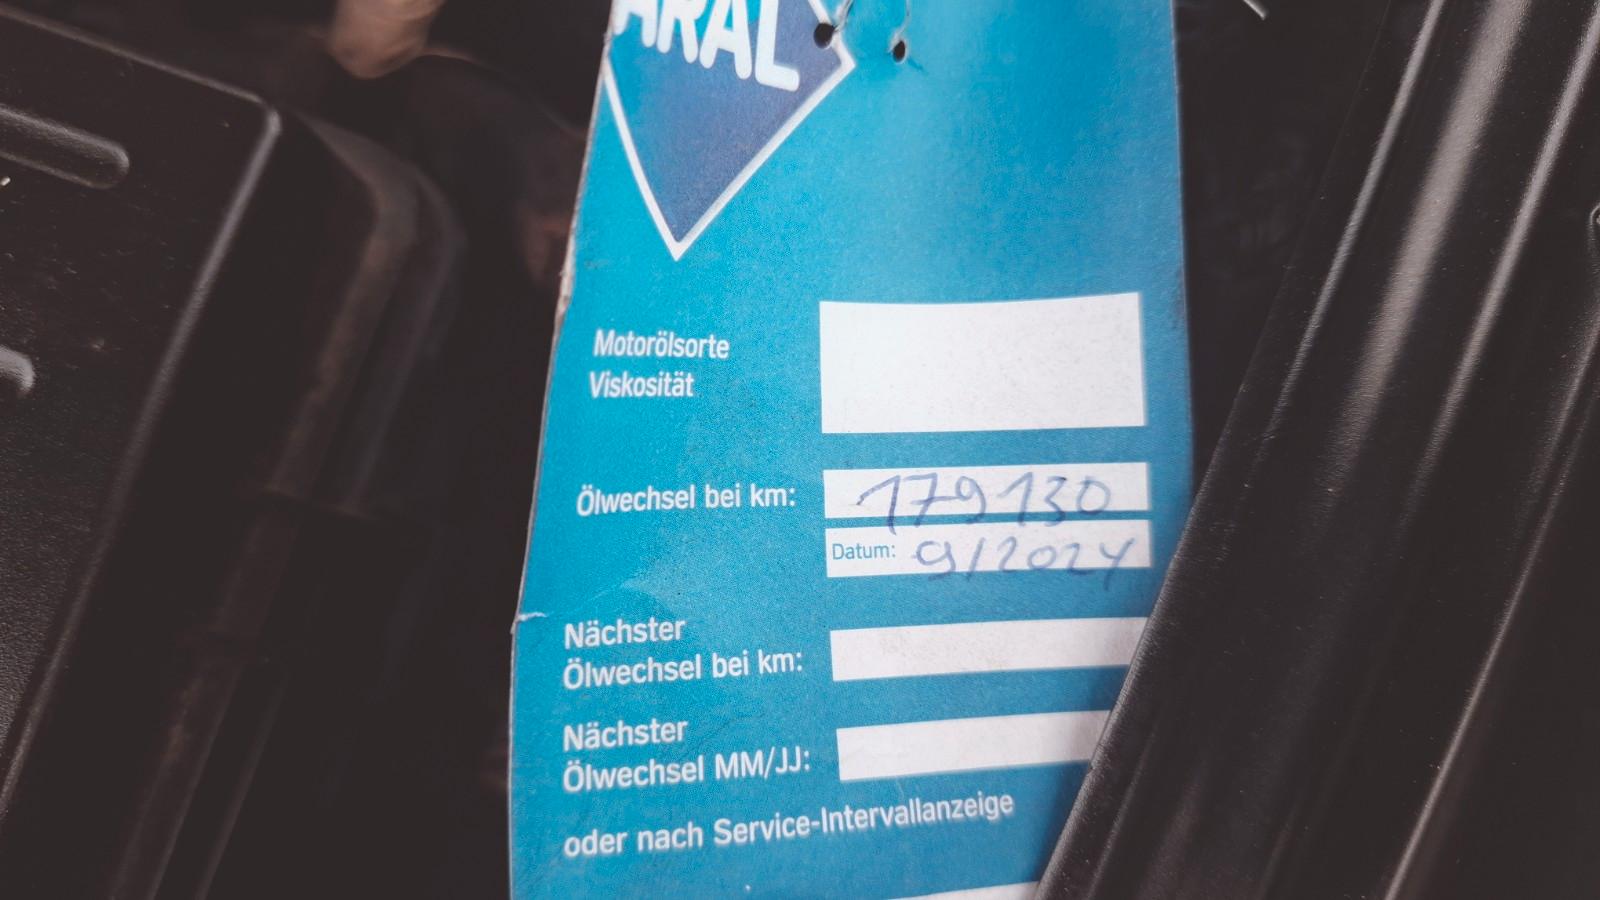 ARAL
Motorölsorte
Viskosität
Ölwechsel bei km: 179130
Datum: 9/2024
Nächster
Ölwechsel bei km:
Nächster
Ölwechsel MM/JJ:
oder nach Service-Intervallanzeige